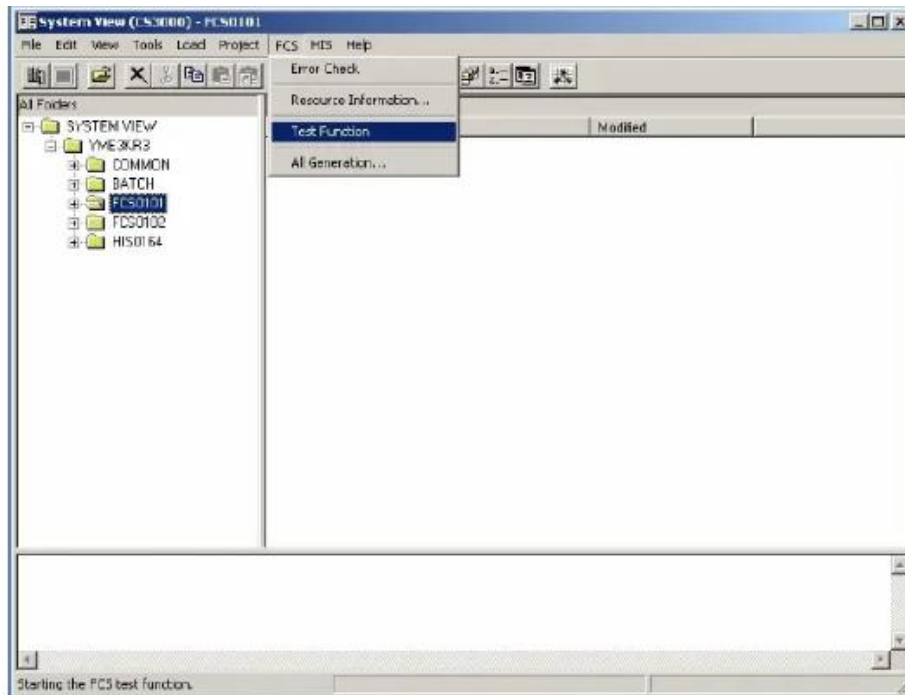 System View (CS3000) - FCS0101
File Edit View Tools Load Project FCS HIS Help
Error Check
Resource Information...
Test Function
All Generation...
All Folders
Modified
SYSTEM VIEW
YME3KR3
COMMON
BATCH
FCS0101
FCS0102
HIS0164
Starting the FCS test function.